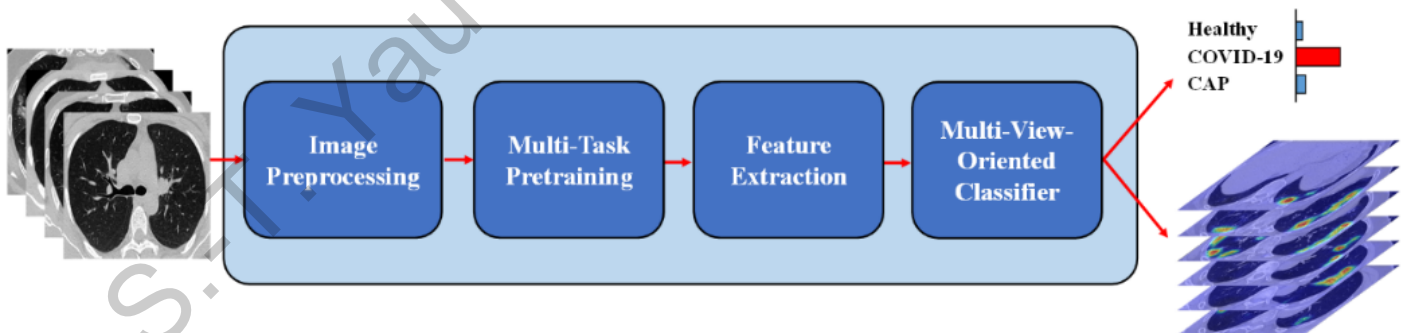 Image
Preprocessing
Multi-Task
Pretraining
Feature
Extraction
Multi-View-
Oriented
Classifier
Healthy
COVID-19
CAP
S.-T. Yau